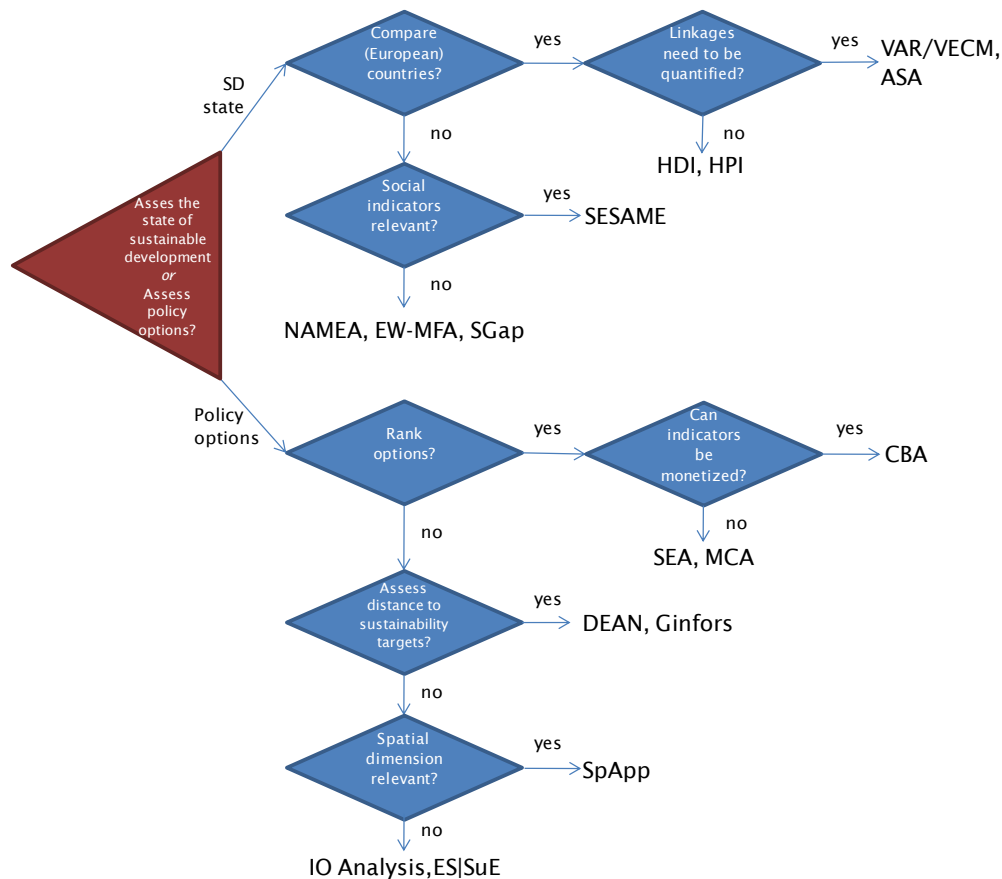 Compare
(European)
countries?
yes
Linkages
need to be
quantified?
yes
VAR/VECM,
ASA
SD
state
no
no
HDI, HPI
Asses the
state of
sustainable
development
or
Assess
policy
options?
Social
indicators
relevant?
yes
SESAME
no
NAMEA, EW-MFA, SGap
Policy
options
Rank
options?
yes
Can
indicators
be
monetized?
yes
CBA
no
no
SEA, MCA
Assess
distance to
sustainability
targets?
yes
DEAN, Ginfors
no
Spatial
dimension
relevant?
yes
SpApp
no
IO Analysis,ES|SuE